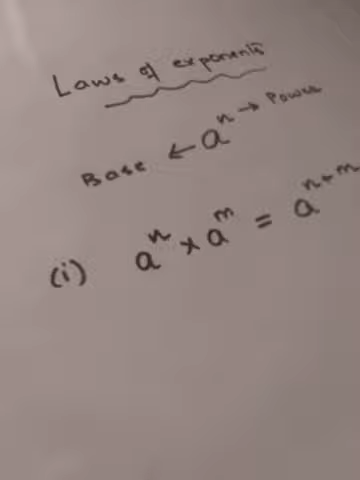 Laws of exponents
Base ← aⁿ → Power
(i) aⁿ × aᵐ = aⁿ⁺ᵐ